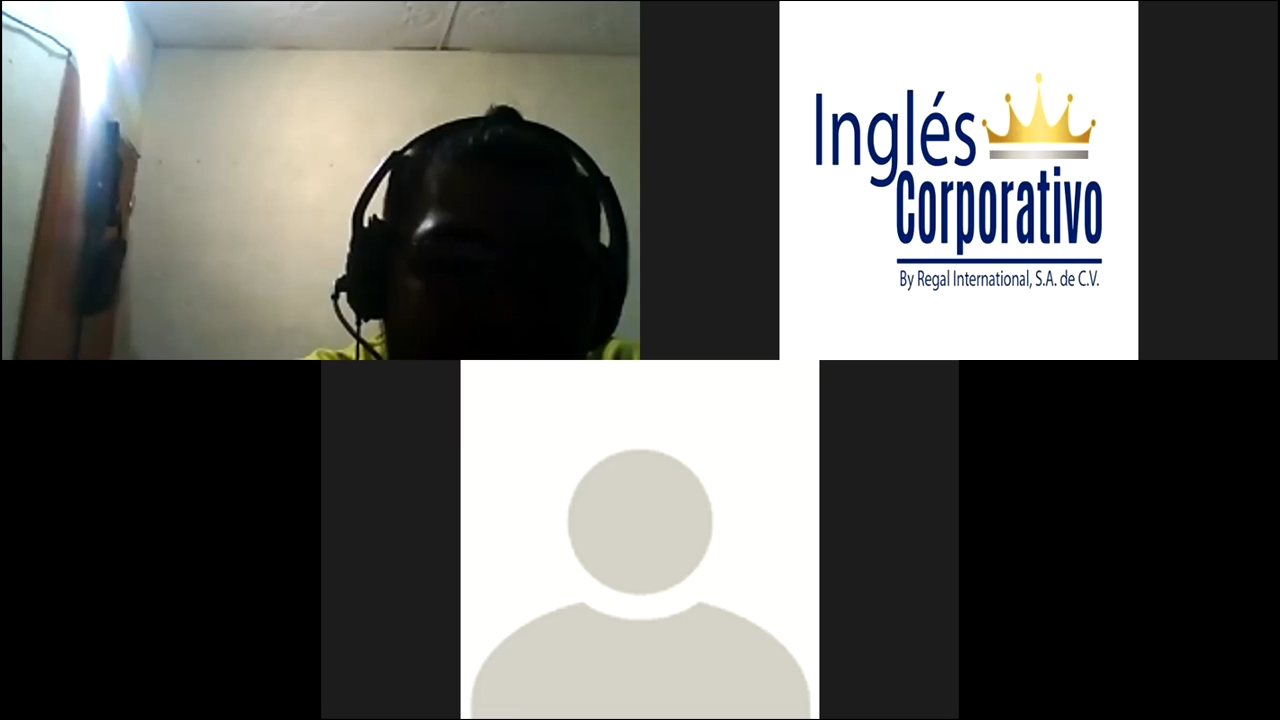 Inglés
Corporativo
By Regal International, S.A. de C.V.